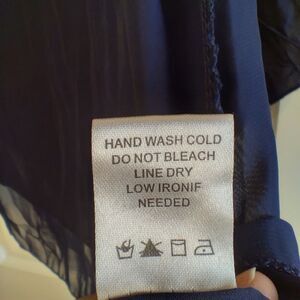 HAND WASH COLD
DO NOT BLEACH
LINE DRY
LOW IRONIF
NEEDED